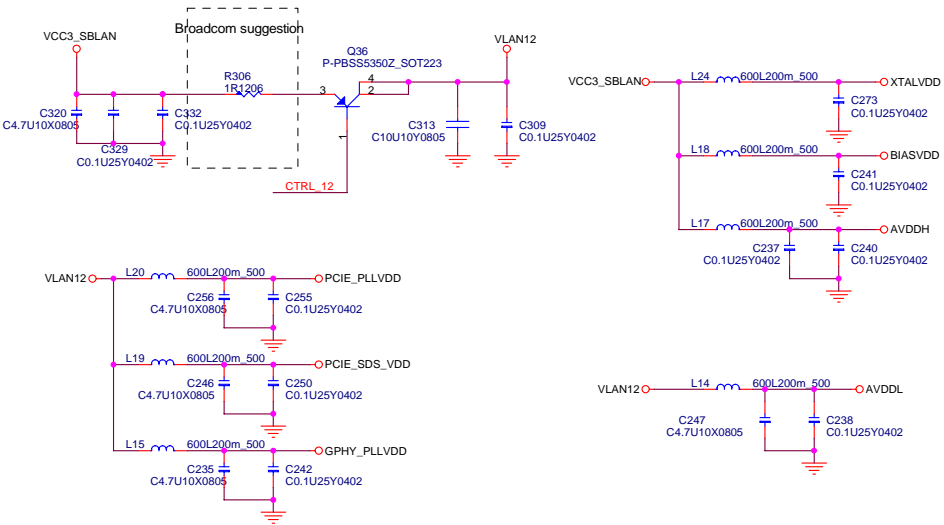 Broadcom suggestion
VCC3_SBLAN
R306
1R1206
Q36
P-PBSS5350Z_SOT223
3
4
2
1
VLAN12
C320
C4.7U10X0805
C329
C0.1U25Y0402
C332
C0.1U25Y0402
C313
C10U10Y0805
C309
C0.1U25Y0402
CTRL_12
VCC3_SBLAN
L24
600L200m_500
XTALVDD
C273
C0.1U25Y0402
L18
600L200m_500
BIASVDD
C241
C0.1U25Y0402
L17
600L200m_500
AVDDH
C237
C0.1U25Y0402
C240
C0.1U25Y0402
VLAN12
L20
600L200m_500
PCIE_PLLVDD
C256
C4.7U10X0805
C255
C0.1U25Y0402
L19
600L200m_500
PCIE_SDS_VDD
C246
C4.7U10X0805
C250
C0.1U25Y0402
L15
600L200m_500
GPHY_PLLVDD
C235
C4.7U10X0805
C242
C0.1U25Y0402
VLAN12
L14
600L200m_500
AVDDL
C247
C4.7U10X0805
C238
C0.1U25Y0402